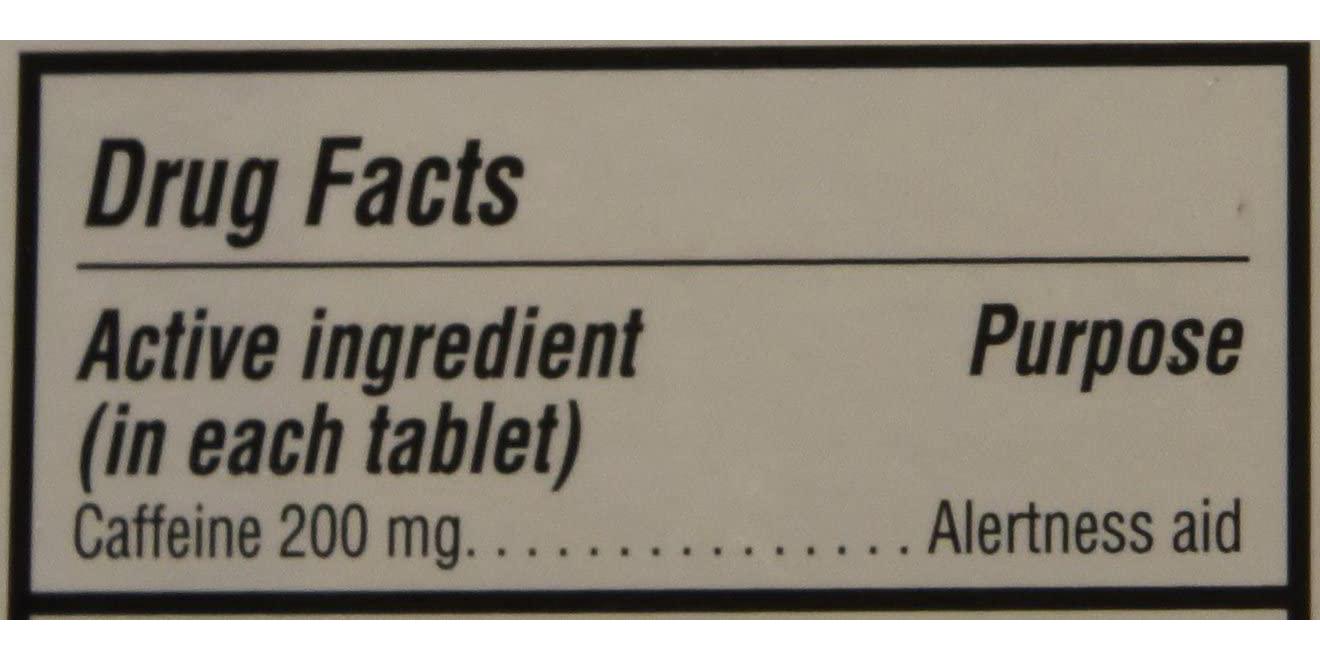 Drug Facts
Active ingredient Purpose
(in each tablet)
Caffeine 200 mg. . . . . . . . . . . . . . . . Alertness aid